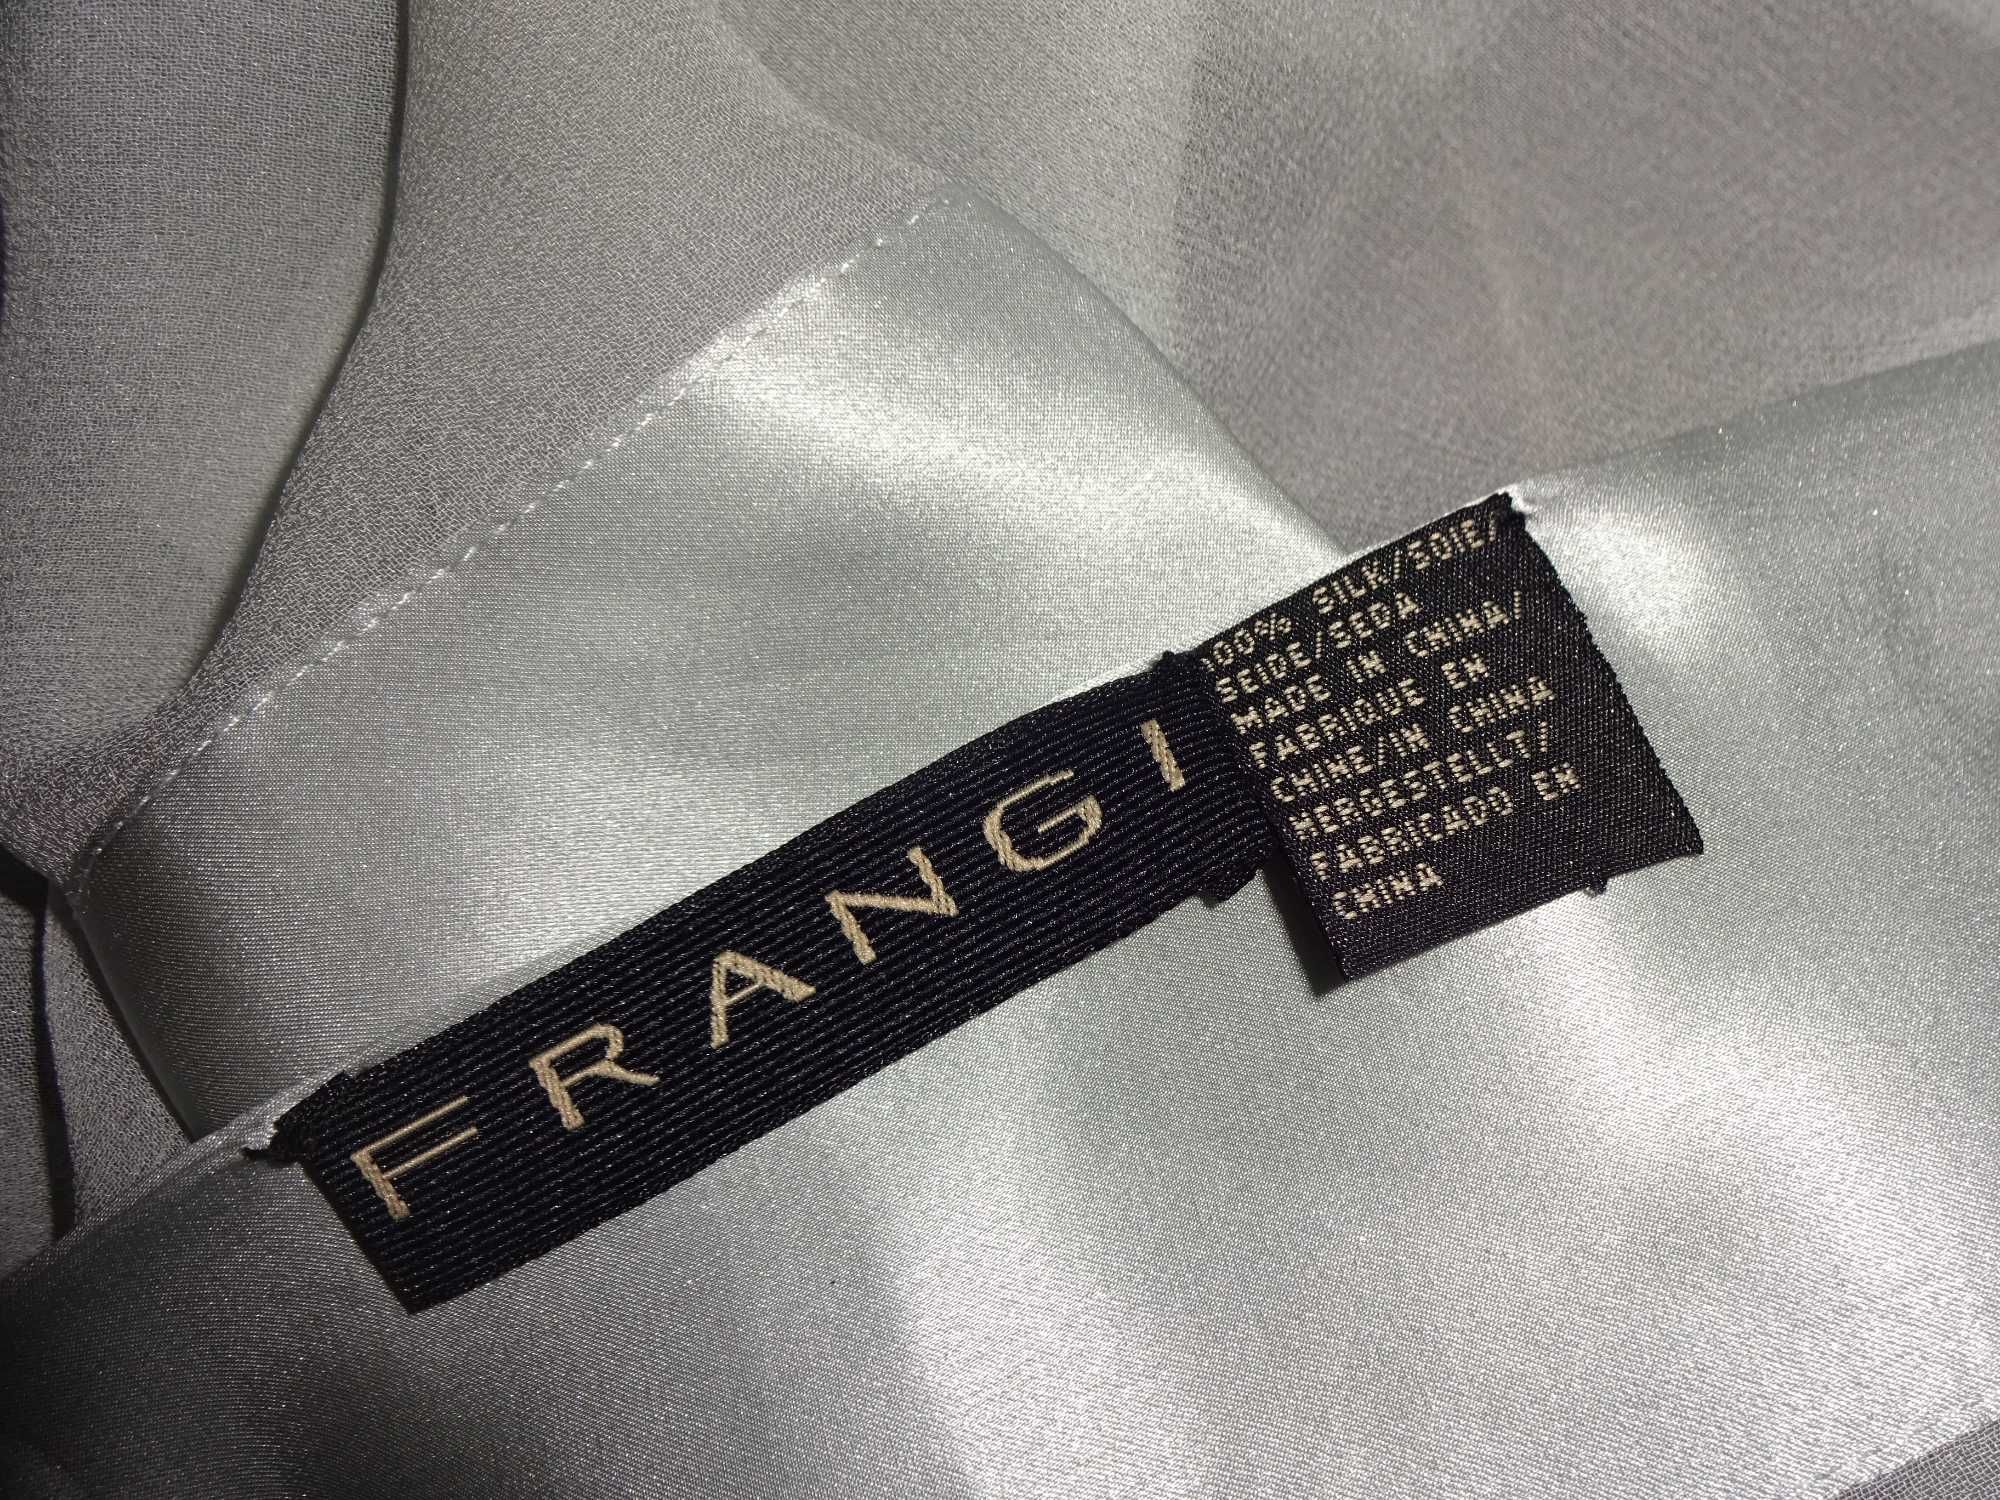 FRANGI
100% SILK/SOIE/
SEIDE/SEDA
MADE IN CHINA/
FABRIQUE EN
CHINE/IN CHINA
HERGESTELLT/
FABRICADO EN
CHINA